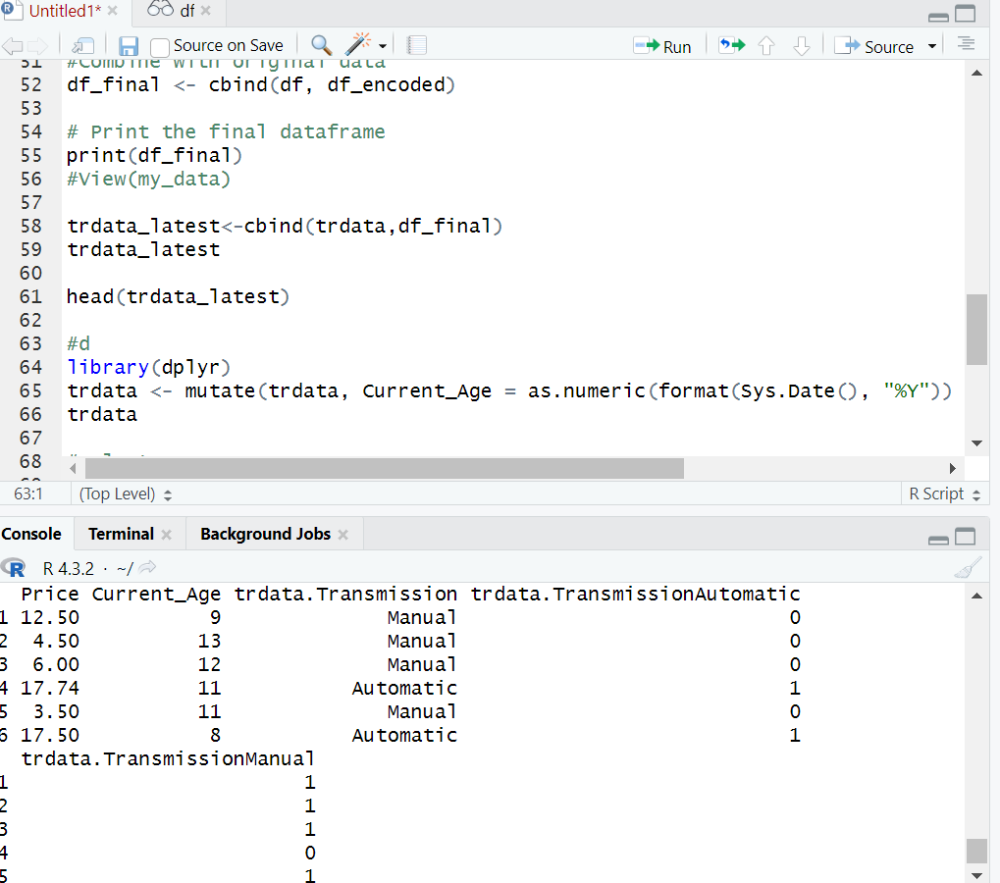 Untitled1*
df
Source on Save
Run
Source
51 #Combine with original data
52 df_final <- cbind(df, df_encoded)
53
54 # Print the final dataframe
55 print(df_final)
56 #View(my_data)
57
58 trdata_latest<-cbind(trdata,df_final)
59 trdata_latest
60
61 head(trdata_latest)
62
63 #d
64 library(dplyr)
65 trdata <- mutate(trdata, Current_Age = as.numeric(format(Sys.Date(), "%Y"))
66 trdata
67
68
63:1 (Top Level) R Script
Console Terminal Background Jobs
R R 4.3.2 · ~/
Price Current_Age trdata.Transmission trdata.TransmissionAutomatic
1 12.50 9 Manual 0
2 4.50 13 Manual 0
3 6.00 12 Manual 0
4 17.74 11 Automatic 1
5 3.50 11 Manual 0
6 17.50 8 Automatic 1
trdata.TransmissionManual
1 1
2 1
3 1
4 0
5 1